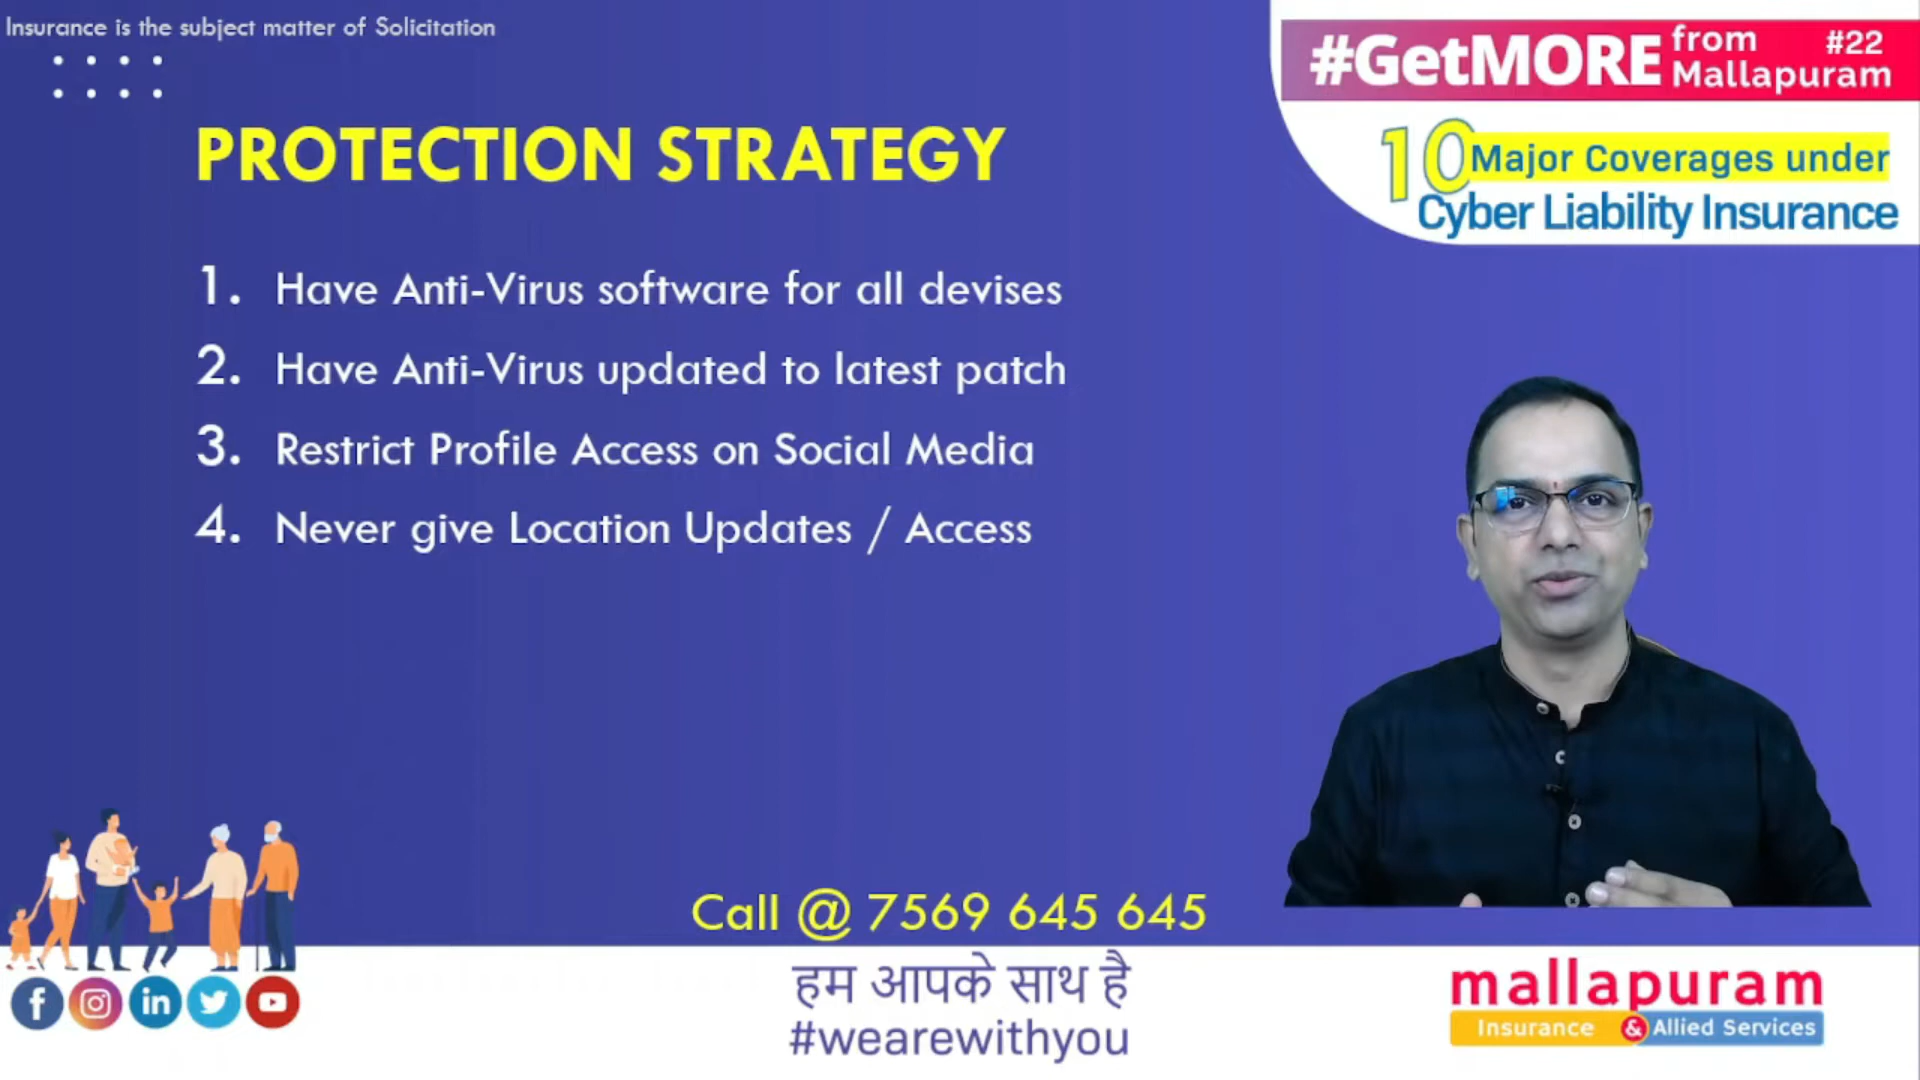 Insurance is the subject matter of Solicitation
#GetMORE from Mallapuram #22
10 Major Coverages under
Cyber Liability Insurance
PROTECTION STRATEGY
1. Have Anti-Virus software for all devises
2. Have Anti-Virus updated to latest patch
3. Restrict Profile Access on Social Media
4. Never give Location Updates / Access
Call @ 7569 645 645
हम आपके साथ है
#wearewithyou
mallapuram
Insurance & Allied Services